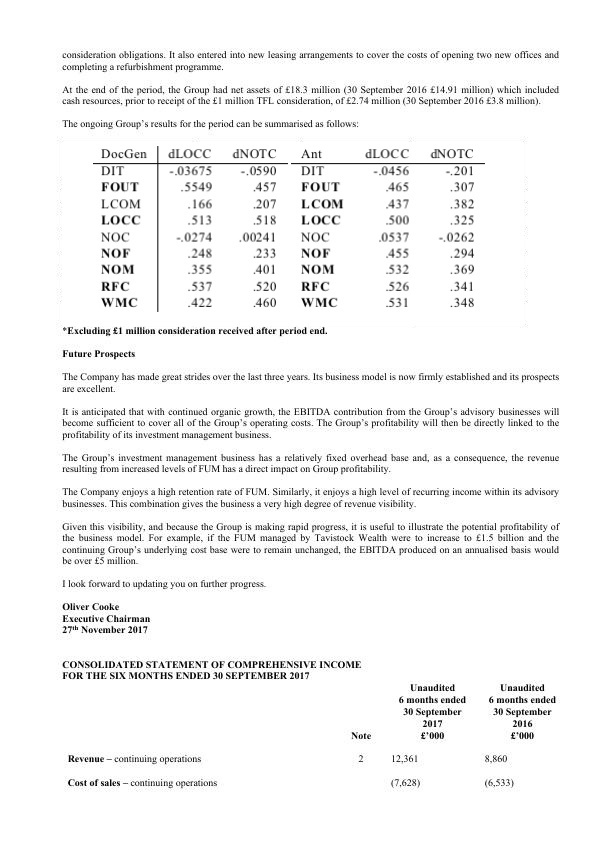 consideration obligations. It also entered into new leasing arrangements to cover the costs of opening two new offices and
completing a refurbishment programme.
At the end of the period, the Group had net assets of £18.3 million (30 September 2016 £14.91 million) which included
cash resources, prior to receipt of the £1 million TFL consideration, of £2.74 million (30 September 2016 £3.8 million).
The ongoing Group's results for the period can be summarised as follows:
DocGen dLOCC dNOTC Ant dLOCC dNOTC
DIT -.03675 -.0590 DIT -.0456 -.201
FOUT .5549 .457 FOUT .465 .307
LCOM .166 .207 LCOM .437 .382
LOCC .513 .518 LOCC .500 .325
NOC -.0274 .00241 NOC .0537 -.0262
NOF .248 .233 NOF .455 .294
NOM .355 .401 NOM .532 .369
RFC .537 .520 RFC .526 .341
WMC .422 .460 WMC .531 .348
*Excluding £1 million consideration received after period end.
Future Prospects
The Company has made great strides over the last three years. Its business model is now firmly established and its prospects
are excellent.
It is anticipated that with continued organic growth, the EBITDA contribution from the Group's advisory businesses will
become sufficient to cover all of the Group's operating costs. The Group's profitability will then be directly linked to the
profitability of its investment management business.
The Group's investment management business has a relatively fixed overhead base and, as a consequence, the revenue
resulting from increased levels of FUM has a direct impact on Group profitability.
The Company enjoys a high retention rate of FUM. Similarly, it enjoys a high level of recurring income within its advisory
businesses. This combination gives the business a very high degree of revenue visibility.
Given this visibility, and because the Group is making rapid progress, it is useful to illustrate the potential profitability of
the business model. For example, if the FUM managed by Tavistock Wealth were to increase to £1.5 billion and the
continuing Group's underlying cost base were to remain unchanged, the EBITDA produced on an annualised basis would
be over £5 million.
I look forward to updating you on further progress.
Oliver Cooke
Executive Chairman
27th November 2017
CONSOLIDATED STATEMENT OF COMPREHENSIVE INCOME
FOR THE SIX MONTHS ENDED 30 SEPTEMBER 2017
Unaudited Unaudited
6 months ended 6 months ended
30 September 30 September
2017 2016
Note £'000 £'000
Revenue – continuing operations 2 12,361 8,860
Cost of sales – continuing operations (7,628) (6,533)